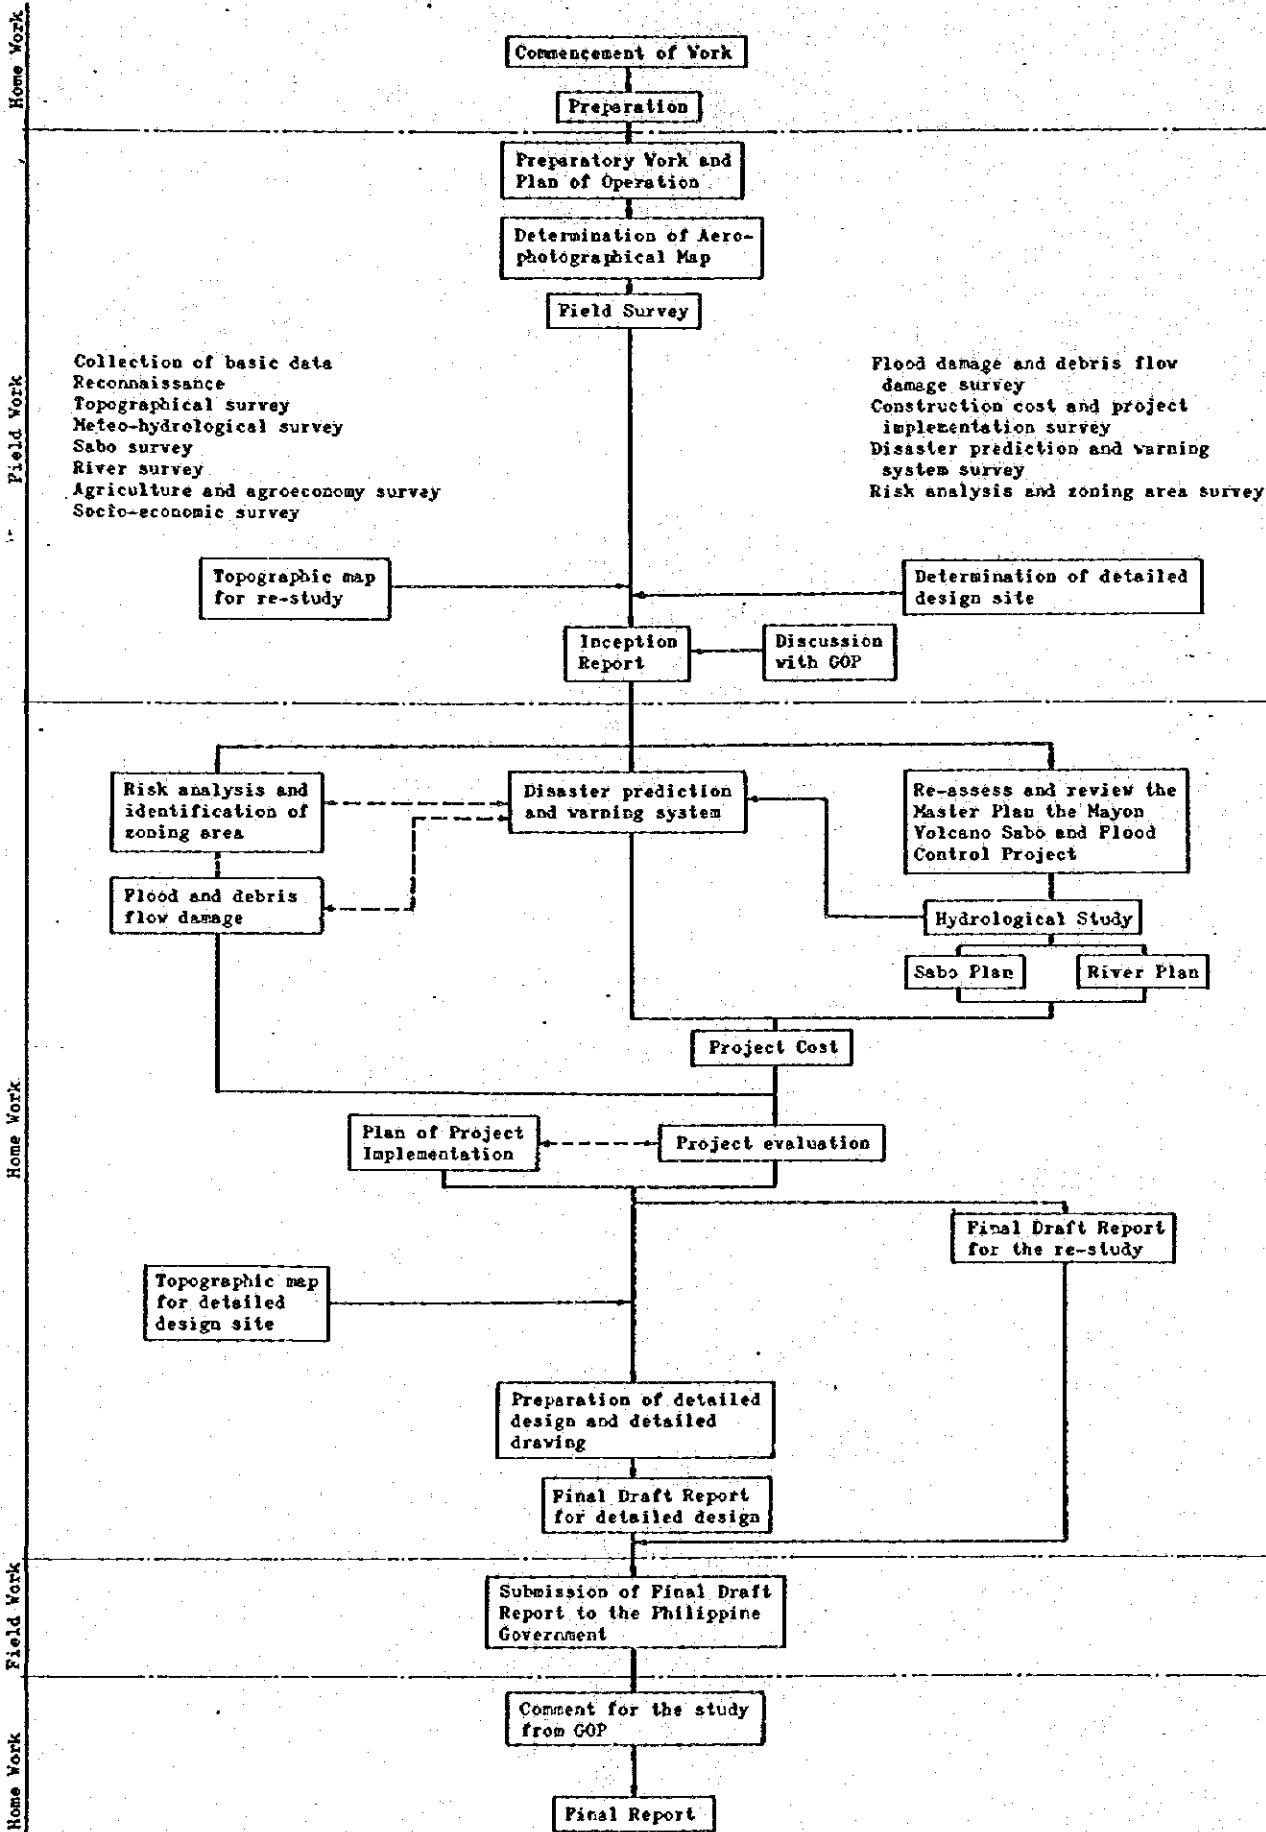 Home Work
Commencement of Work
Preparation
Field Work
Preparatory Work and
Plan of Operation
Determination of Aero-
photographical Map
Field Survey
Collection of basic data
Reconnaissance
Topographical survey
Meteo-hydrological survey
Sabo survey
River survey
Agriculture and agroeconomy survey
Socio-economic survey
Flood damage and debris flow
damage survey
Construction cost and project
implementation survey
Disaster prediction and warning
system survey
Risk analysis and zoning area survey
Topographic map
for re-study
Determination of detailed
design site
Inception
Report
Discussion
with GOP
Home Work
Risk analysis and
identification of
zoning area
Disaster prediction
and warning system
Re-assess and review the
Master Plan the Mayon
Volcano Sabo and Flood
Control Project
Flood and debris
flow damage
Hydrological Study
Sabo Plan
River Plan
Project Cost
Plan of Project
Implementation
Project evaluation
Final Draft Report
for the re-study
Topographic map
for detailed
design site
Preparation of detailed
design and detailed
drawing
Final Draft Report
for detailed design
Field Work
Submission of Final Draft
Report to the Philippine
Government
Home Work
Comment for the study
from GOP
Final Report